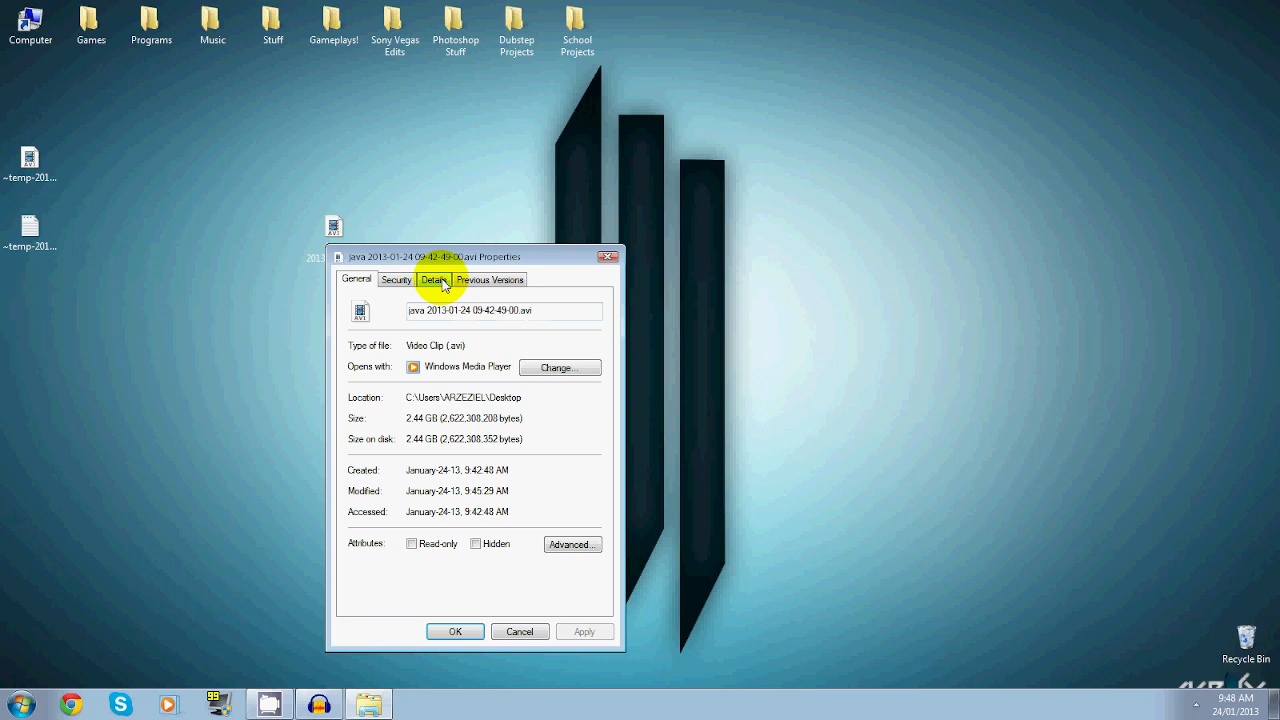 Computer
Games
Programs
Music
Stuff
Gameplays!
Sony Vegas
Edits
Photoshop
Stuff
Dubstep
Projects
School
Projects
AVI
~temp-201...
~temp-201...
AVI
2013
java 2013-01-24 09-42-49-00.avi Properties
General
Security
Details
Previous Versions
AVI
java 2013-01-24 09-42-49-00.avi
Type of file: Video Clip (.avi)
Opens with: Windows Media Player Change...
Location: C:\Users\ARZEZIEL\Desktop
Size: 2.44 GB (2,622,308,208 bytes)
Size on disk: 2.44 GB (2,622,308,352 bytes)
Created: January-24-13, 9:42:48 AM
Modified: January-24-13, 9:45:29 AM
Accessed: January-24-13, 9:42:48 AM
Attributes: Read-only Hidden Advanced...
OK Cancel Apply
Recycle Bin
99
9:48 AM
24/01/2013